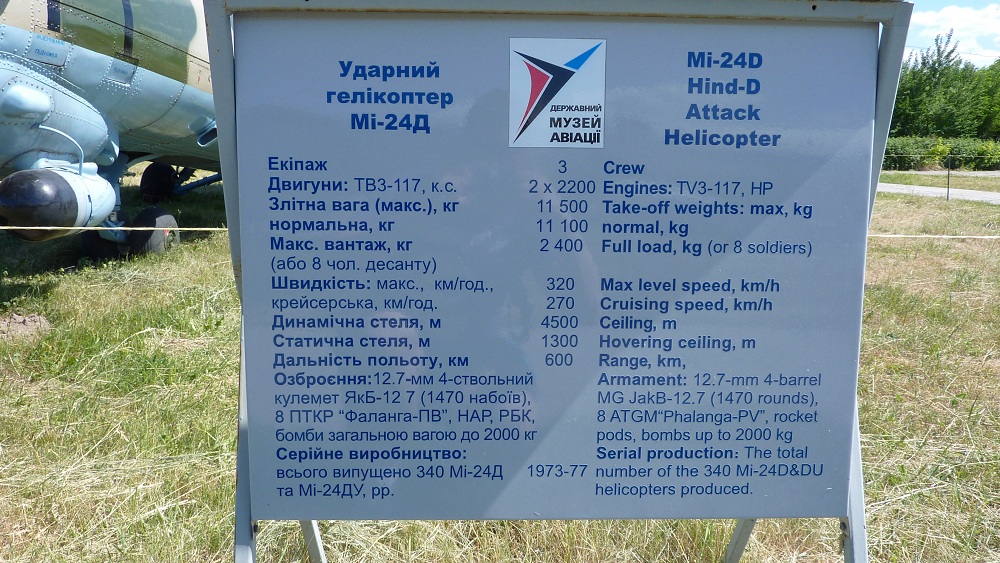 Ударний
гелікоптер
Мі-24Д
ДЕРЖАВНИЙ
МУЗЕЙ
АВІАЦІЇ
Mi-24D
Hind-D
Attack
Helicopter
Екіпаж 3 Crew
Двигуни: ТВ3-117, к.с. 2 x 2200 Engines: TV3-117, HP
Злітна вага (макс.), кг 11 500 Take-off weights: max, kg
нормальна, кг 11 100 normal, kg
Макс. вантаж, кг 2 400 Full load, kg (or 8 soldiers)
(або 8 чол. десанту)
Швидкість: макс., км/год., 320 Max level speed, km/h
крейсерська, км/год. 270 Cruising speed, km/h
Динамічна стеля, м 4500 Ceiling, m
Статична стеля, м 1300 Hovering ceiling, m
Дальність польоту, км 600 Range, km,
Озброєння:12.7-мм 4-ствольний
кулемет ЯкБ-12 7 (1470 набоїв),
8 ПТКР “Фаланга-ПВ”, НАР, РБК,
бомби загальною вагою до 2000 кг
Armament: 12.7-mm 4-barrel
MG JakB-12.7 (1470 rounds),
8 ATGM“Phalanga-PV”, rocket
pods, bombs up to 2000 kg
Серійне виробництво:
всього випущено 340 Мі-24Д 1973-77
та Мі-24ДУ, рр.
Serial production: The total
number of the 340 Mi-24D&DU
helicopters produced.